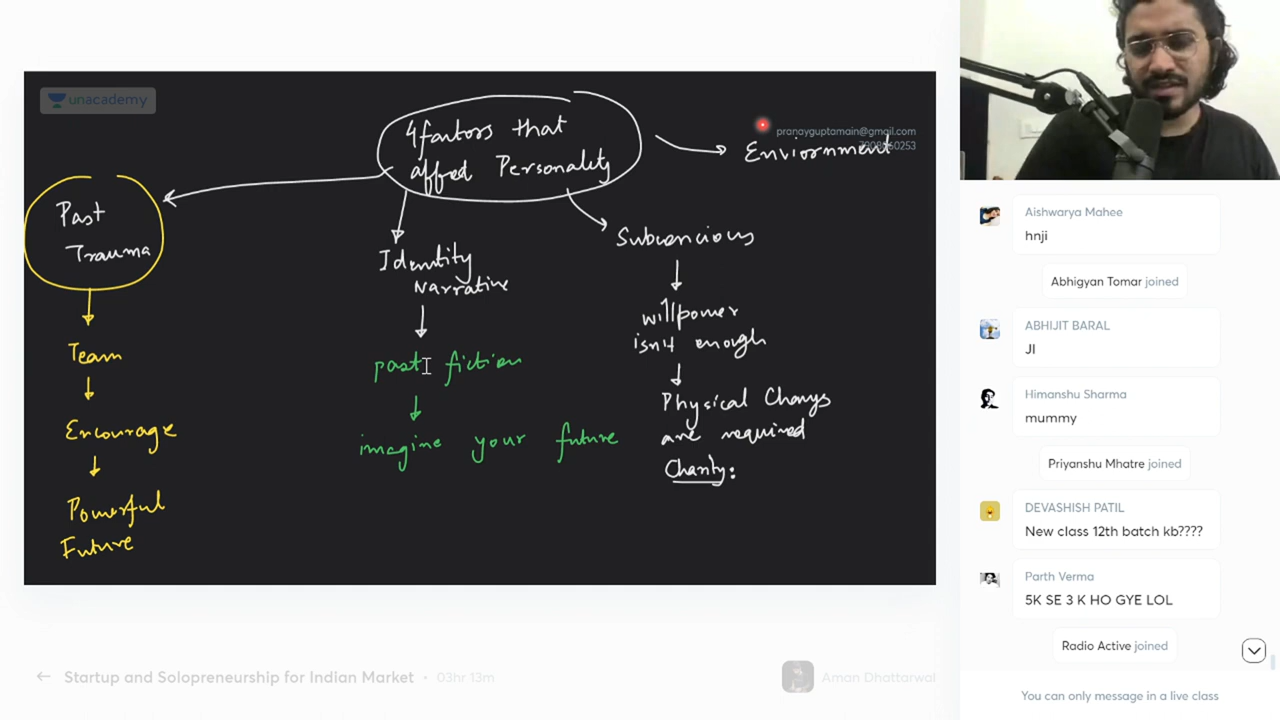 unacademy
4 factors that
affect Personality
pranayguptamain@gmail.com
Enviornment
Past
Trauma
Team
Encourage
Powerful
Future
Identity
Narrative
past fiction
imagine your future
Subconcious
willpower
isn't enough
Physical Changs
are required
Charity:
Aishwarya Mahee
hnji
Abhigyan Tomar joined
ABHIJIT BARAL
JI
Himanshu Sharma
mummy
Priyanshu Mhatre joined
DEVASHISH PATIL
New class 12th batch kb????
Parth Verma
5K SE 3 K HO GYE LOL
Radio Active joined
You can only message in a live class
Startup and Solopreneurship for Indian Market • 03hr 13m
Aman Dhattarwal